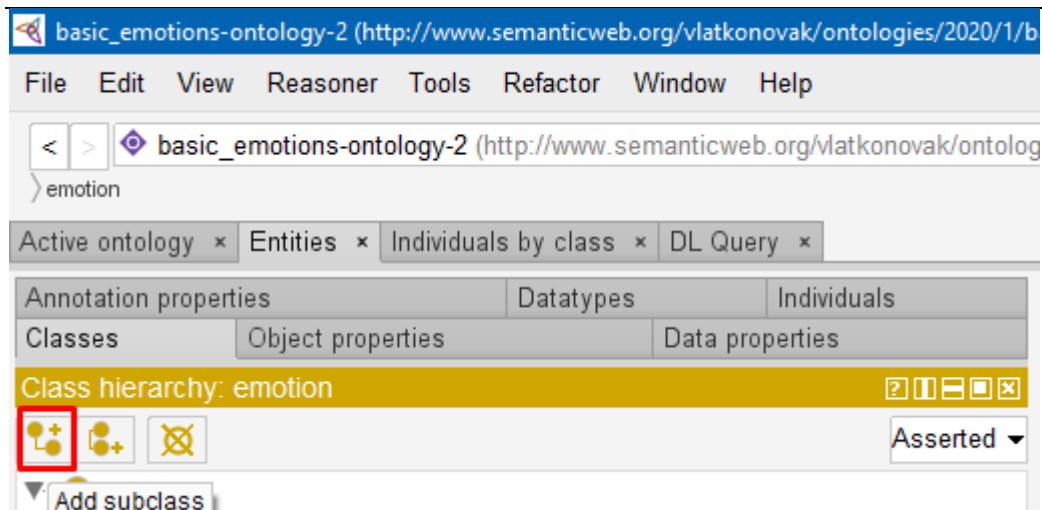 basic_emotions-ontology-2 (http://www.semanticweb.org/vlatkonovak/ontologies/2020/1/b
File Edit View Reasoner Tools Refactor Window Help
< > basic_emotions-ontology-2 (http://www.semanticweb.org/vlatkonovak/ontolog
emotion
Active ontology × Entities × Individuals by class × DL Query ×
Annotation properties Datatypes Individuals
Classes Object properties Data properties
Class hierarchy: emotion
Asserted
Add subclass